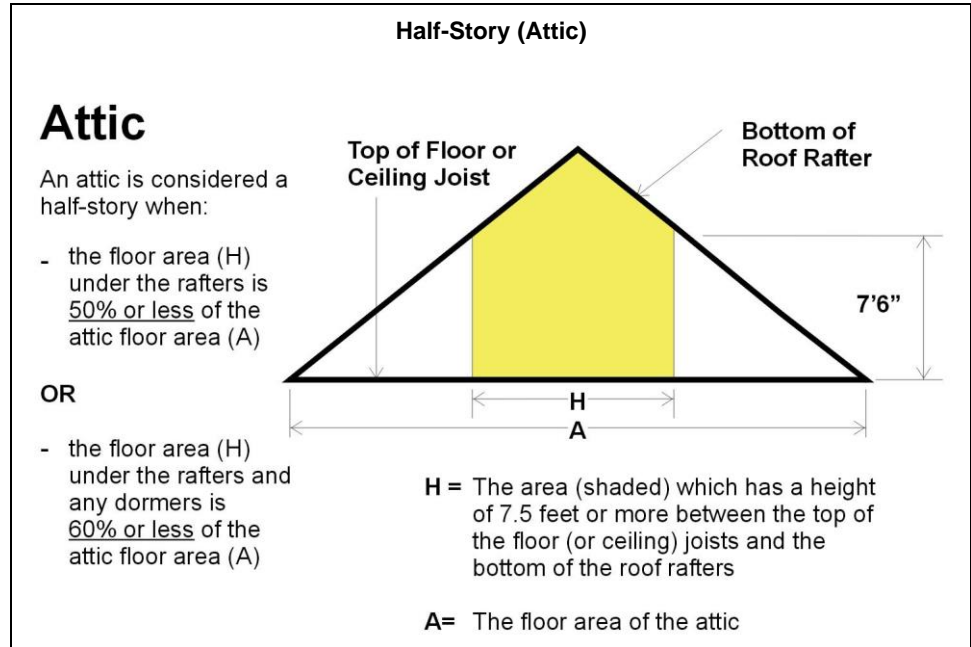 Half-Story (Attic)
Attic
An attic is considered a
half-story when:
- the floor area (H)
under the rafters is
50% or less of the
attic floor area (A)
OR
- the floor area (H)
under the rafters and
any dormers is
60% or less of the
attic floor area (A)
Top of Floor or
Ceiling Joist
Bottom of
Roof Rafter
7'6”
H
A
H = The area (shaded) which has a height
of 7.5 feet or more between the top of
the floor (or ceiling) joists and the
bottom of the roof rafters
A= The floor area of the attic